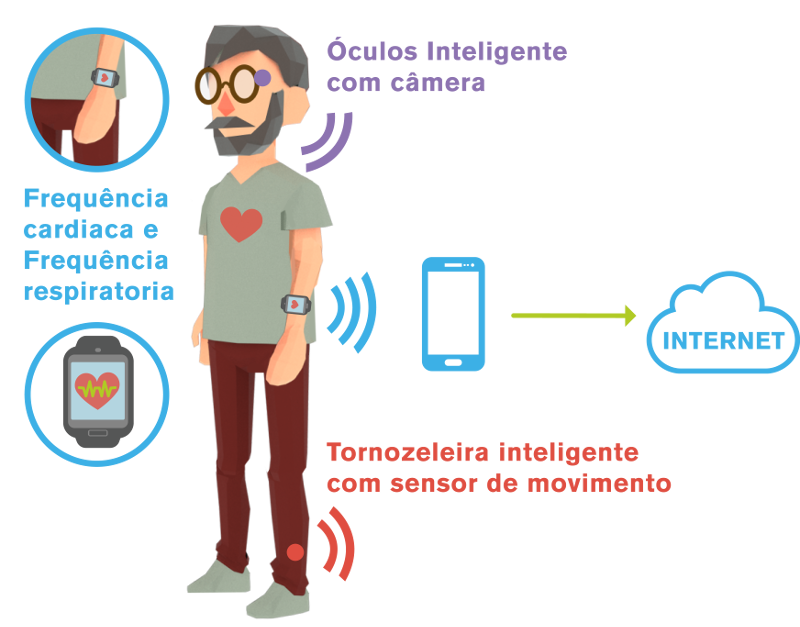 Óculos Inteligente
com câmera
Frequência
cardiaca e
Frequência
respiratoria
INTERNET
Tornozeleira inteligente
com sensor de movimento